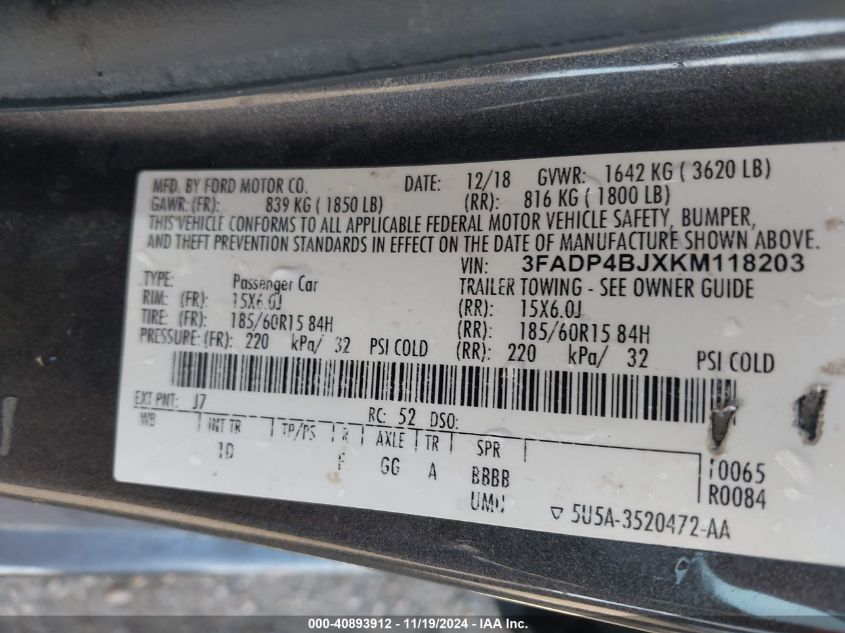 MFD. BY FORD MOTOR CO. DATE: 12/18 GVWR: 1642 KG ( 3620 LB)
GAWR: (FR): 839 KG ( 1850 LB) (RR): 816 KG ( 1800 LB)
THIS VEHICLE CONFORMS TO ALL APPLICABLE FEDERAL MOTOR VEHICLE SAFETY, BUMPER,
AND THEFT PREVENTION STANDARDS IN EFFECT ON THE DATE OF MANUFACTURE SHOWN ABOVE.
VIN: 3FADP4BJXKM118203
TYPE: Passenger Car TRAILER TOWING - SEE OWNER GUIDE
RIM: (FR): 15X6.0J (RR): 15X6.0J
TIRE: (FR): 185/60R15 84H (RR): 185/60R15 84H
PRESSURE: (FR): 220 kPa/ 32 PSI COLD (RR): 220 kPa/ 32 PSI COLD
EXT PNT: J7 RC: 52 DSO:
WB INT TR TP/PS R AXLE TR SPR
1D F GG A BBBB 10065
UMU R0084
5U5A-3520472-AA
000-40893912 - 11/19/2024 - IAA Inc.